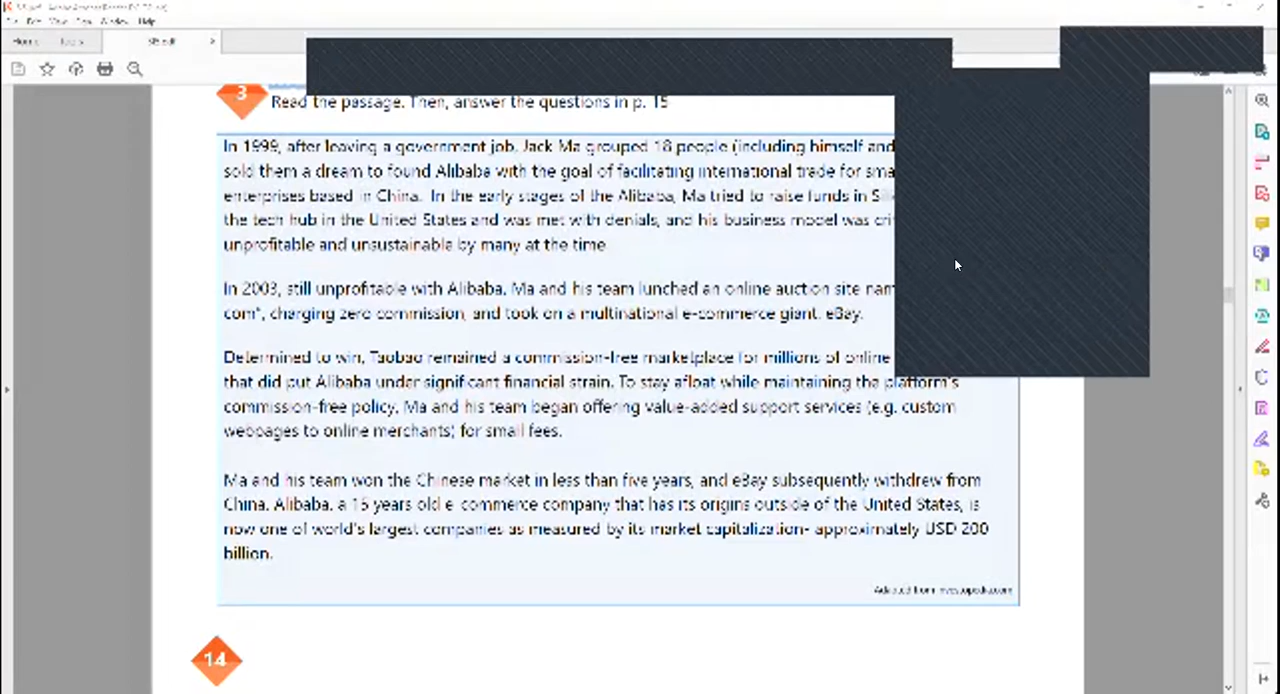 Window Help
Home Tools
3
Read the passage. Then, answer the questions in p. 15
In 1999, after leaving a government job, Jack Ma grouped 18 people (including himself and
sold them a dream to found Alibaba with the goal of facilitating international trade for
enterprises based in China. In the early stages of the Alibaba, Ma tried to raise funds in
the tech hub in the United States and was met with denials, and his business model was
unprofitable and unsustainable by many at the time
In 2003, still unprofitable with Alibaba, Ma and his team lunched an online auction site
com", charging zero commission, and took on a multinational e-commerce giant, eBay.
Determined to win, Taobao remained a commission-free marketplace for millions of online
that did put Alibaba under significant financial strain. To stay afloat while maintaining the platform's
commission-free policy, Ma and his team began offering value-added support services (e.g. custom
webpages to online merchants) for small fees.
Ma and his team won the Chinese market in less than five years, and eBay subsequently withdrew from
China. Alibaba, a 15 years old e-commerce company that has its origins outside of the United States, is
now one of world's largest companies as measured by its market capitalization- approximately USD 200
billion.
Adapted from investopedia.com
14